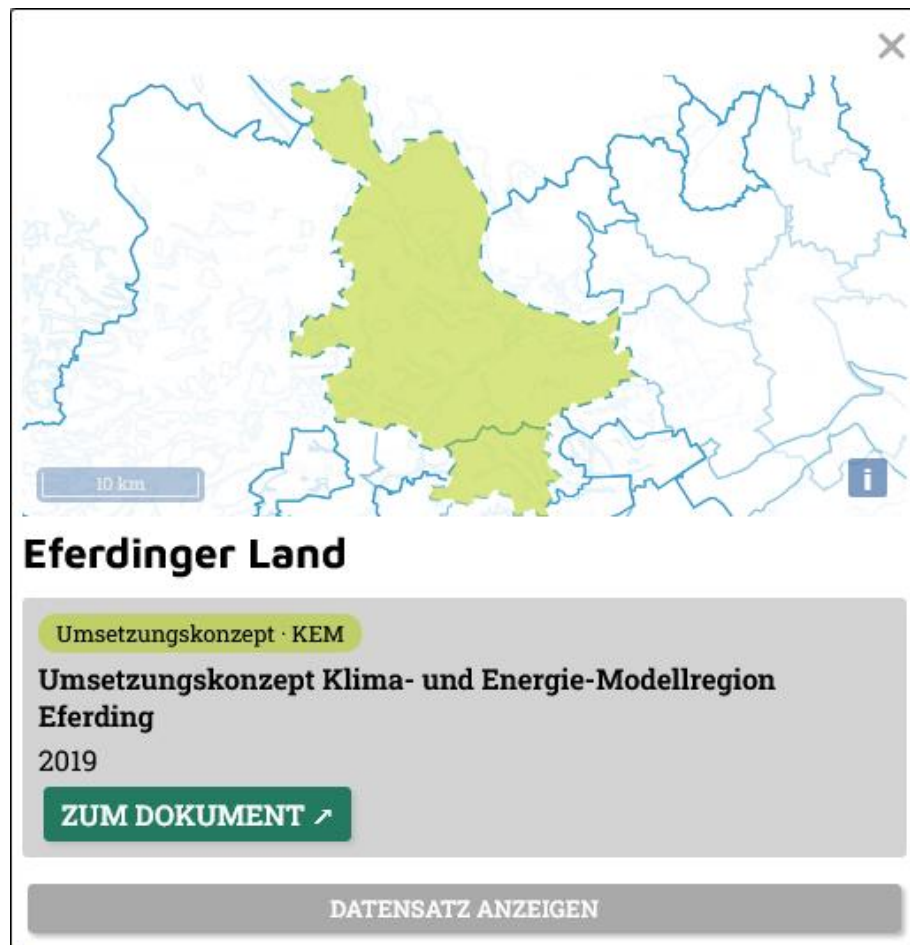 10 km
i
Eferdinger Land
Umsetzungskonzept · KEM
Umsetzungskonzept Klima- und Energie-Modellregion
Eferding
2019
ZUM DOKUMENT ↗
DATENSATZ ANZEIGEN